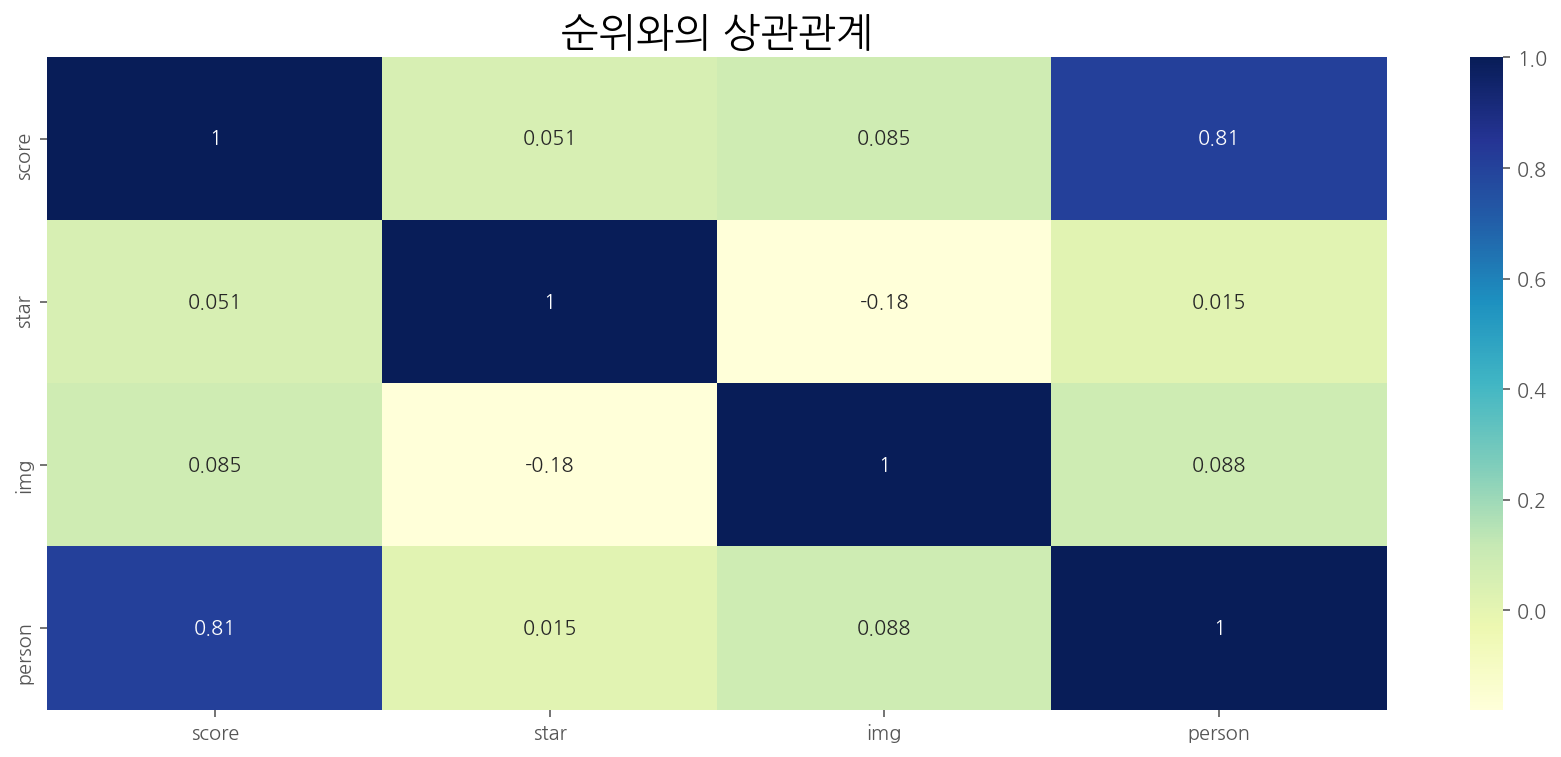 순위와의 상관관계
score 1 0.051 0.085 0.81
star 0.051 1 -0.18 0.015
img 0.085 -0.18 1 0.088
person 0.81 0.015 0.088 1
score star img person
1.0
0.8
0.6
0.4
0.2
0.0